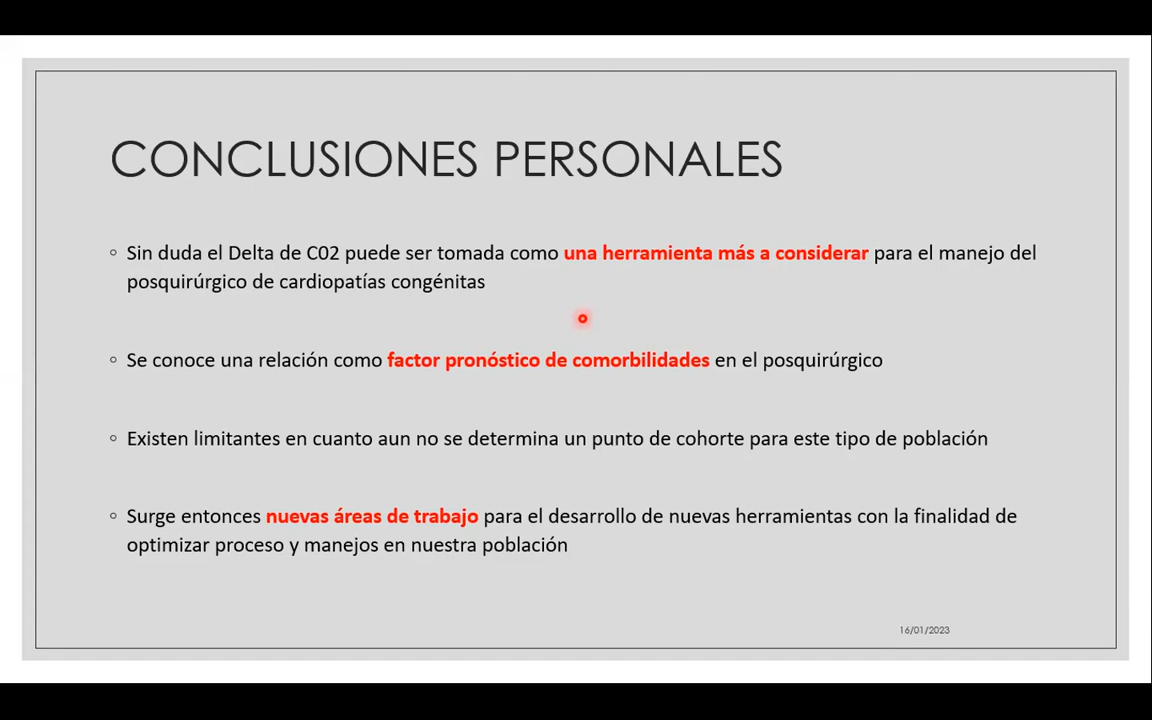 CONCLUSIONES PERSONALES
◦ Sin duda el Delta de C02 puede ser tomada como una herramienta más a considerar para el manejo del
posquirúrgico de cardiopatías congénitas
◦ Se conoce una relación como factor pronóstico de comorbilidades en el posquirúrgico
◦ Existen limitantes en cuanto aun no se determina un punto de cohorte para este tipo de población
◦ Surge entonces nuevas áreas de trabajo para el desarrollo de nuevas herramientas con la finalidad de
optimizar proceso y manejos en nuestra población
16/01/2023